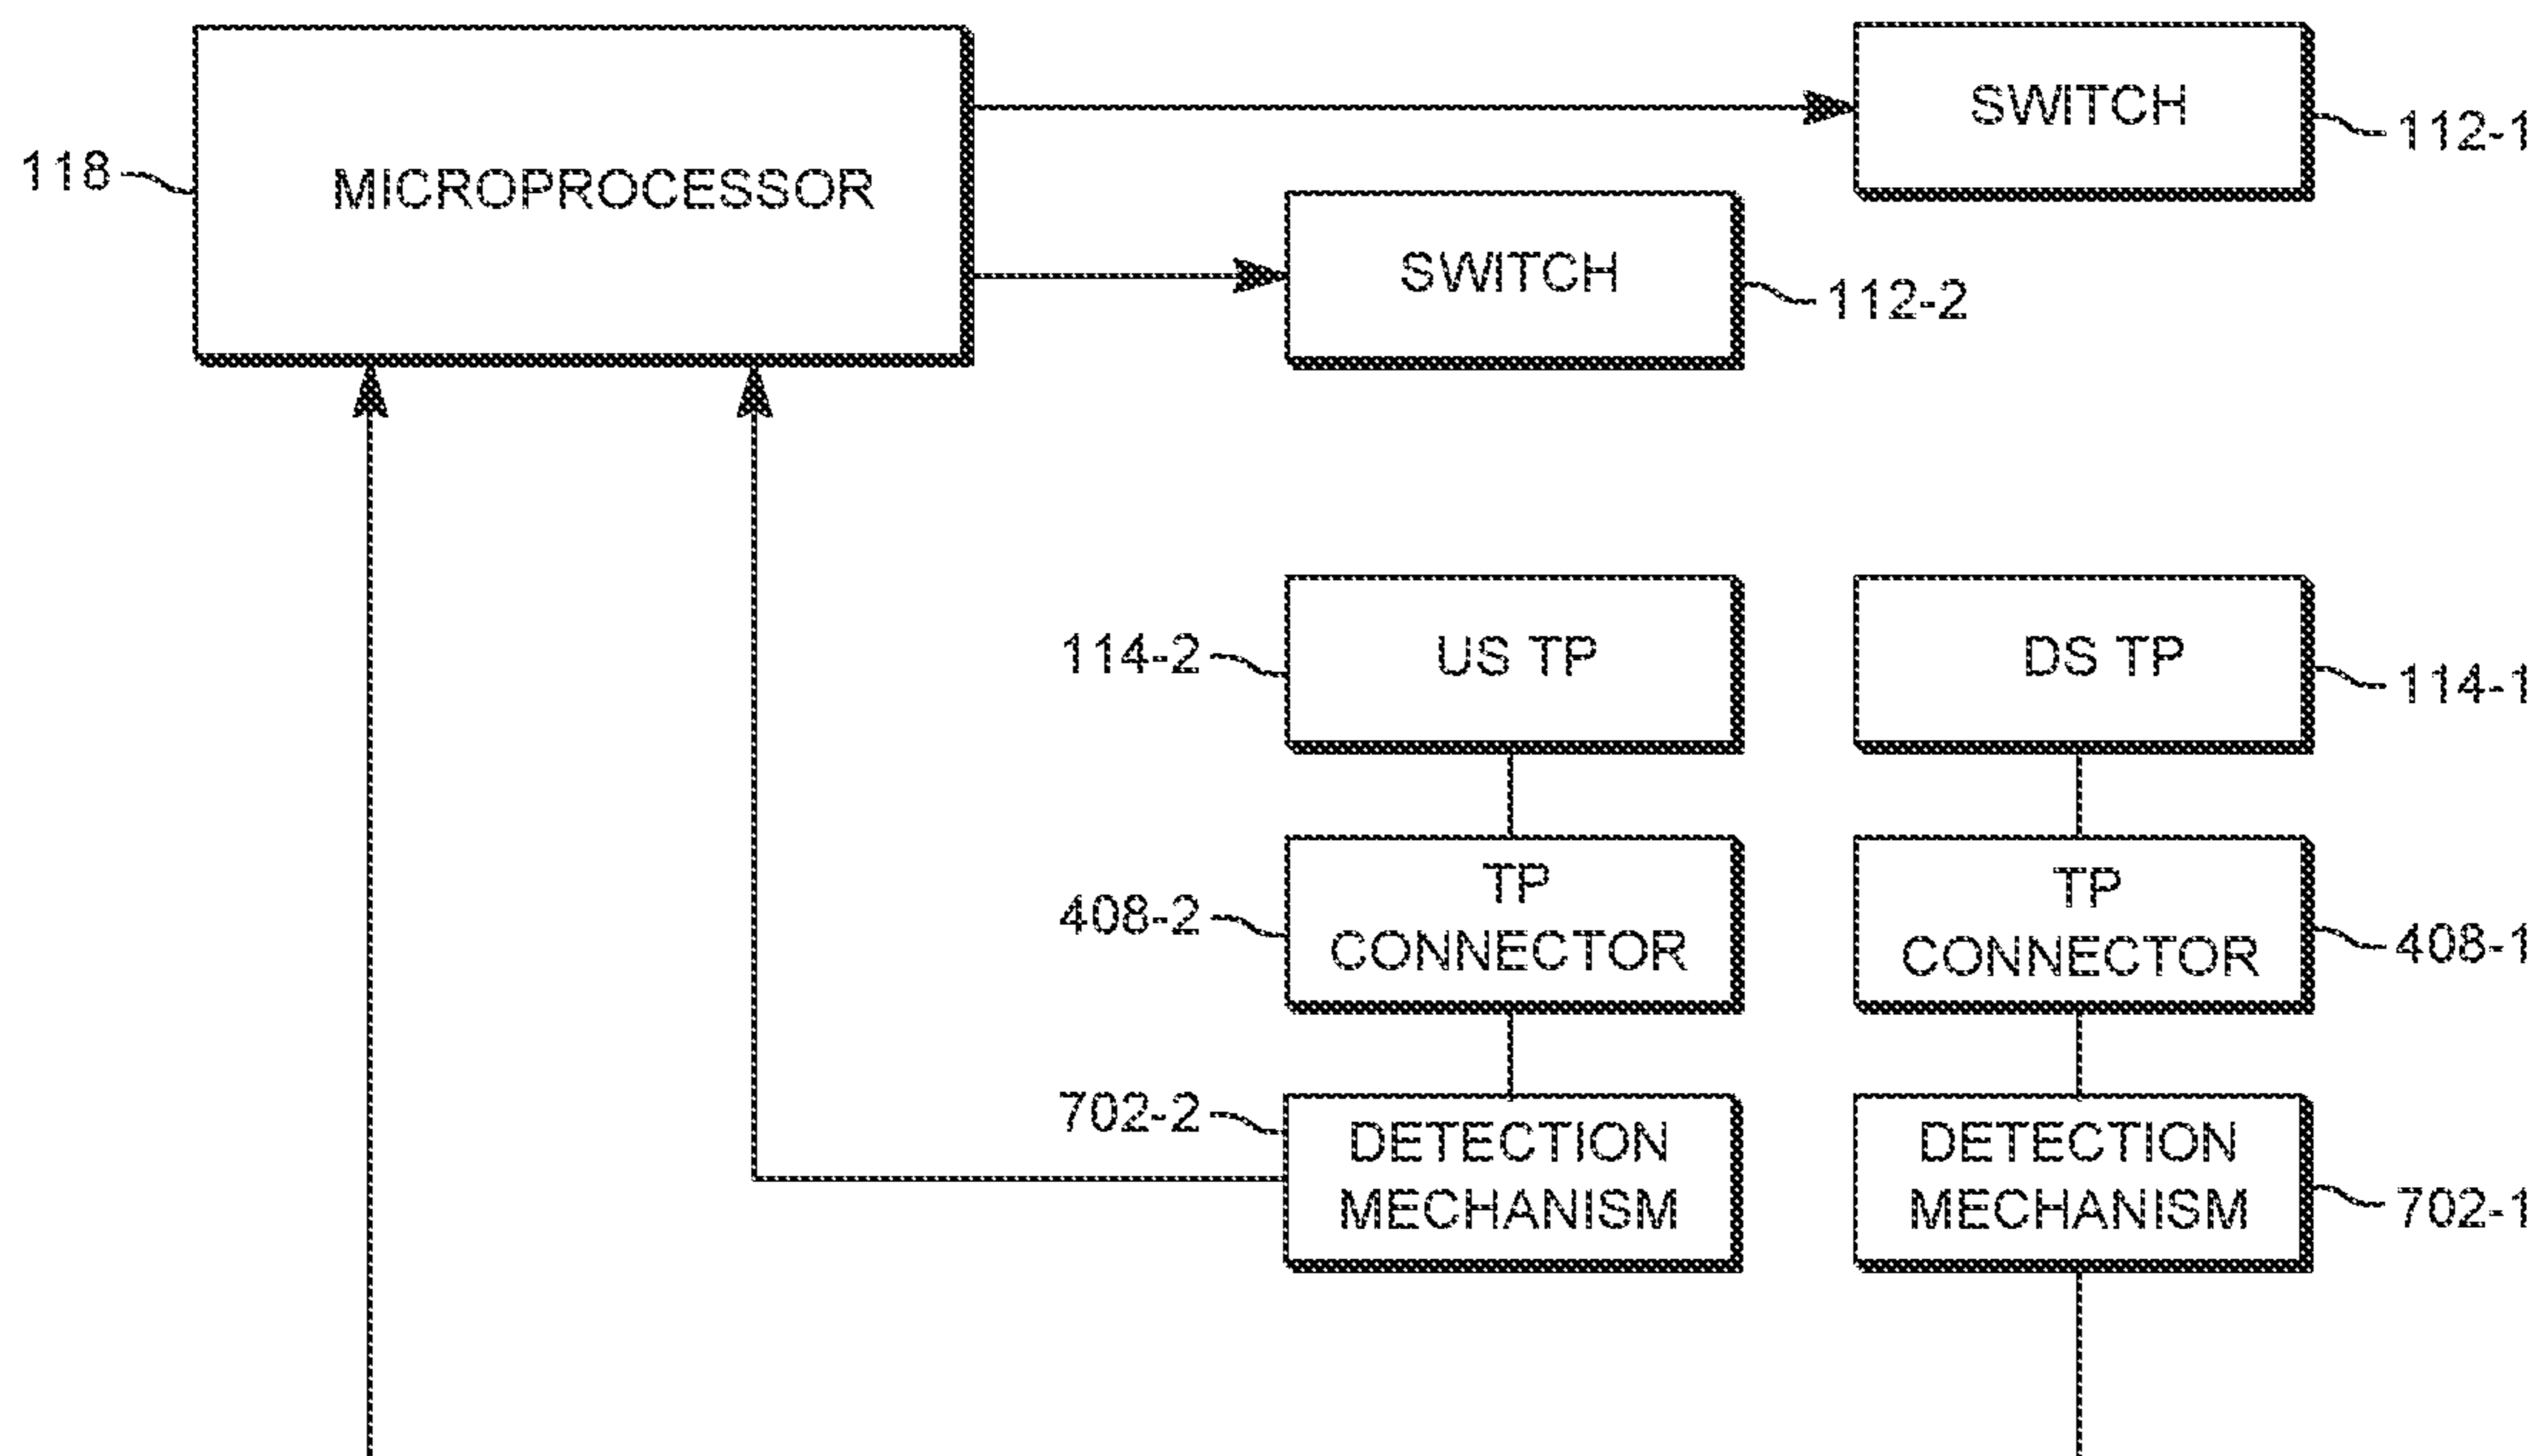 118
MICROPROCESSOR
SWITCH
112-1
SWITCH
112-2
114-2
US TP
DS TP
114-1
408-2
TP
CONNECTOR
TP
CONNECTOR
408-1
702-2
DETECTION
MECHANISM
DETECTION
MECHANISM
702-1